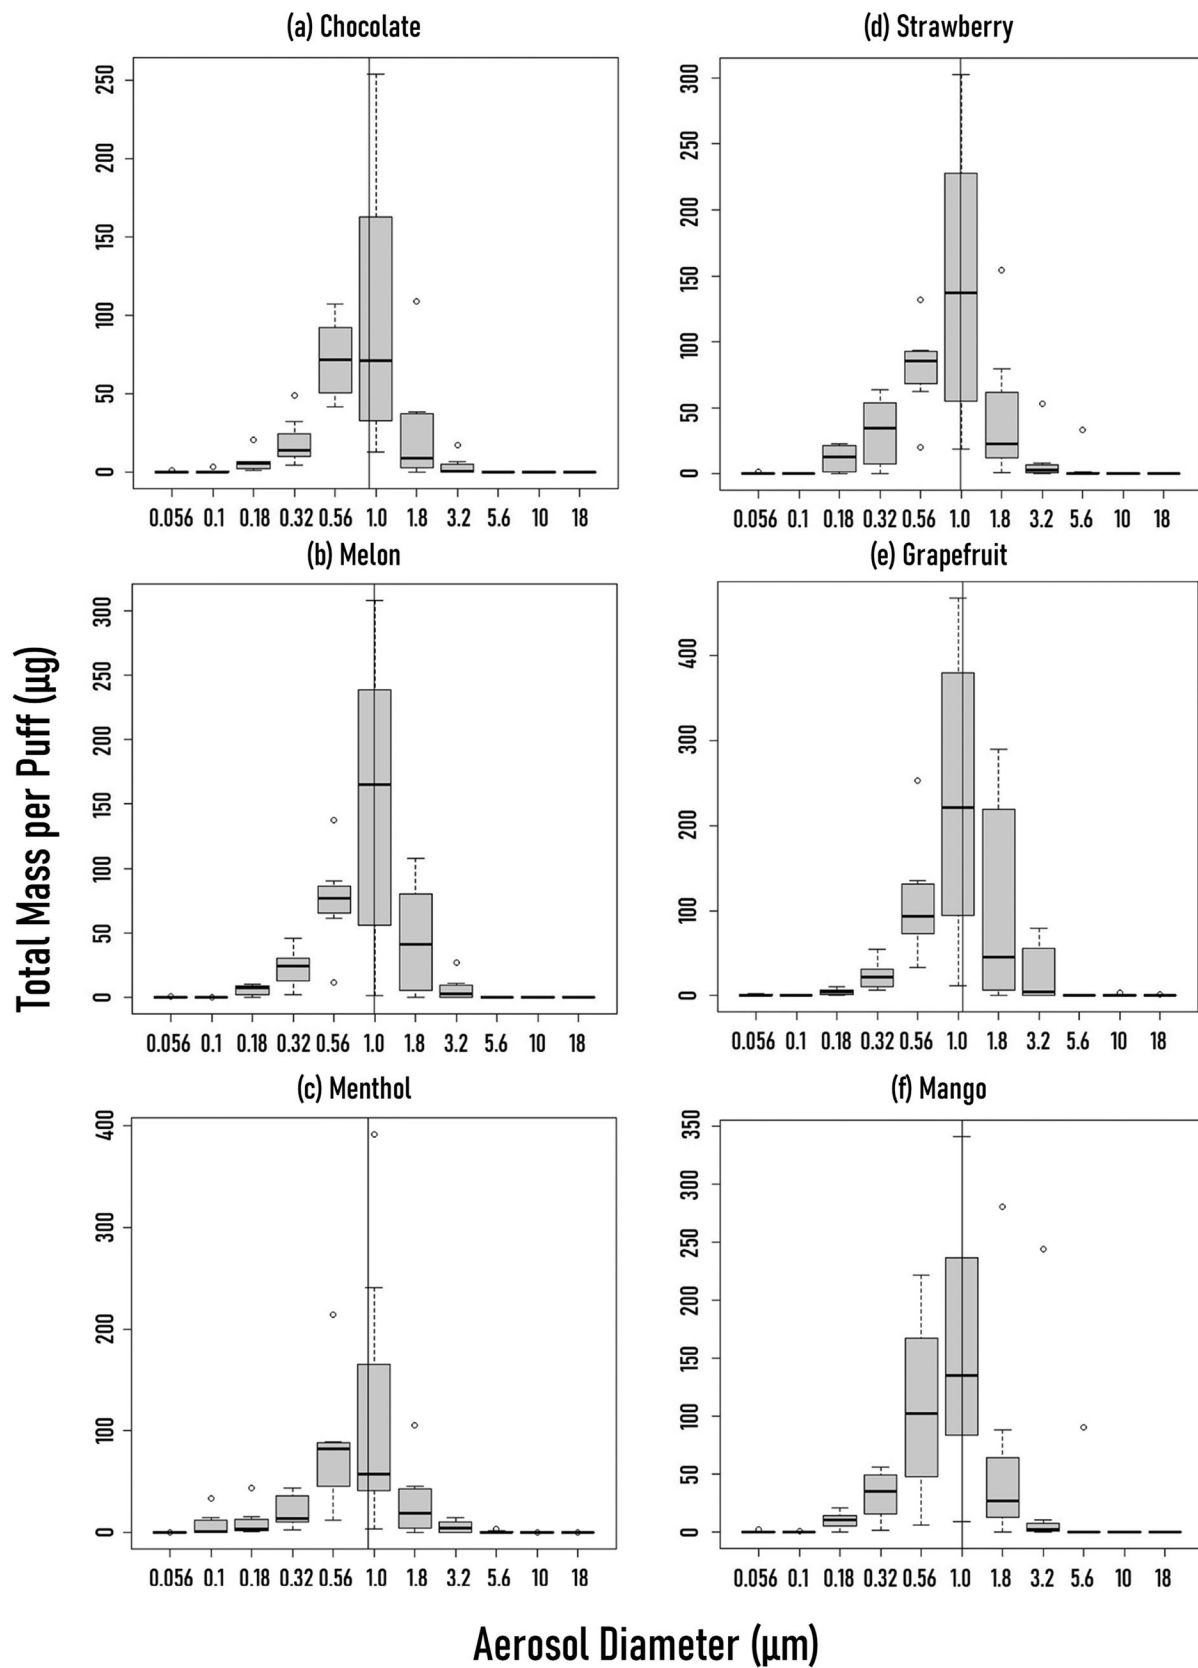 (a) Chocolate
250
200
150
100
50
0
0.056 0.1 0.18 0.32 0.56 1.0 1.8 3.2 5.6 10 18
(d) Strawberry
300
250
200
150
100
50
0
0.056 0.1 0.18 0.32 0.56 1.0 1.8 3.2 5.6 10 18
(b) Melon
300
250
200
150
100
50
0
0.056 0.1 0.18 0.32 0.56 1.0 1.8 3.2 5.6 10 18
(e) Grapefruit
400
300
200
100
0
0.056 0.1 0.18 0.32 0.56 1.0 1.8 3.2 5.6 10 18
(c) Menthol
400
300
200
100
0
0.056 0.1 0.18 0.32 0.56 1.0 1.8 3.2 5.6 10 18
(f) Mango
350
300
250
200
150
100
50
0
0.056 0.1 0.18 0.32 0.56 1.0 1.8 3.2 5.6 10 18
Total Mass per Puff (μg)
Aerosol Diameter (μm)